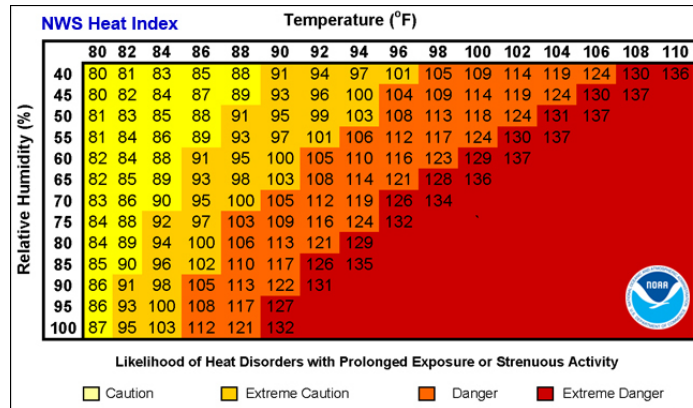 NWS Heat Index Temperature (°F)
80 82 84 86 88 90 92 94 96 98 100 102 104 106 108 110
Relative Humidity (%)
40 80 81 83 85 88 91 94 97 101 105 109 114 119 124 130 136
45 80 82 84 87 89 93 96 100 104 109 114 119 124 130 137
50 81 83 85 88 91 95 99 103 108 113 118 124 131 137
55 81 84 86 89 93 97 101 106 112 117 124 130 137
60 82 84 88 91 95 100 105 110 116 123 129 137
65 82 85 89 93 98 103 108 114 121 128 136
70 83 86 90 95 100 105 112 119 126 134
75 84 88 92 97 103 109 116 124 132
80 84 89 94 100 106 113 121 129
85 85 90 96 102 110 117 126 135
90 86 91 98 105 113 122 131
95 86 93 100 108 117 127
100 87 95 103 112 121 132
NOAA
Likelihood of Heat Disorders with Prolonged Exposure or Strenuous Activity
Caution Extreme Caution Danger Extreme Danger